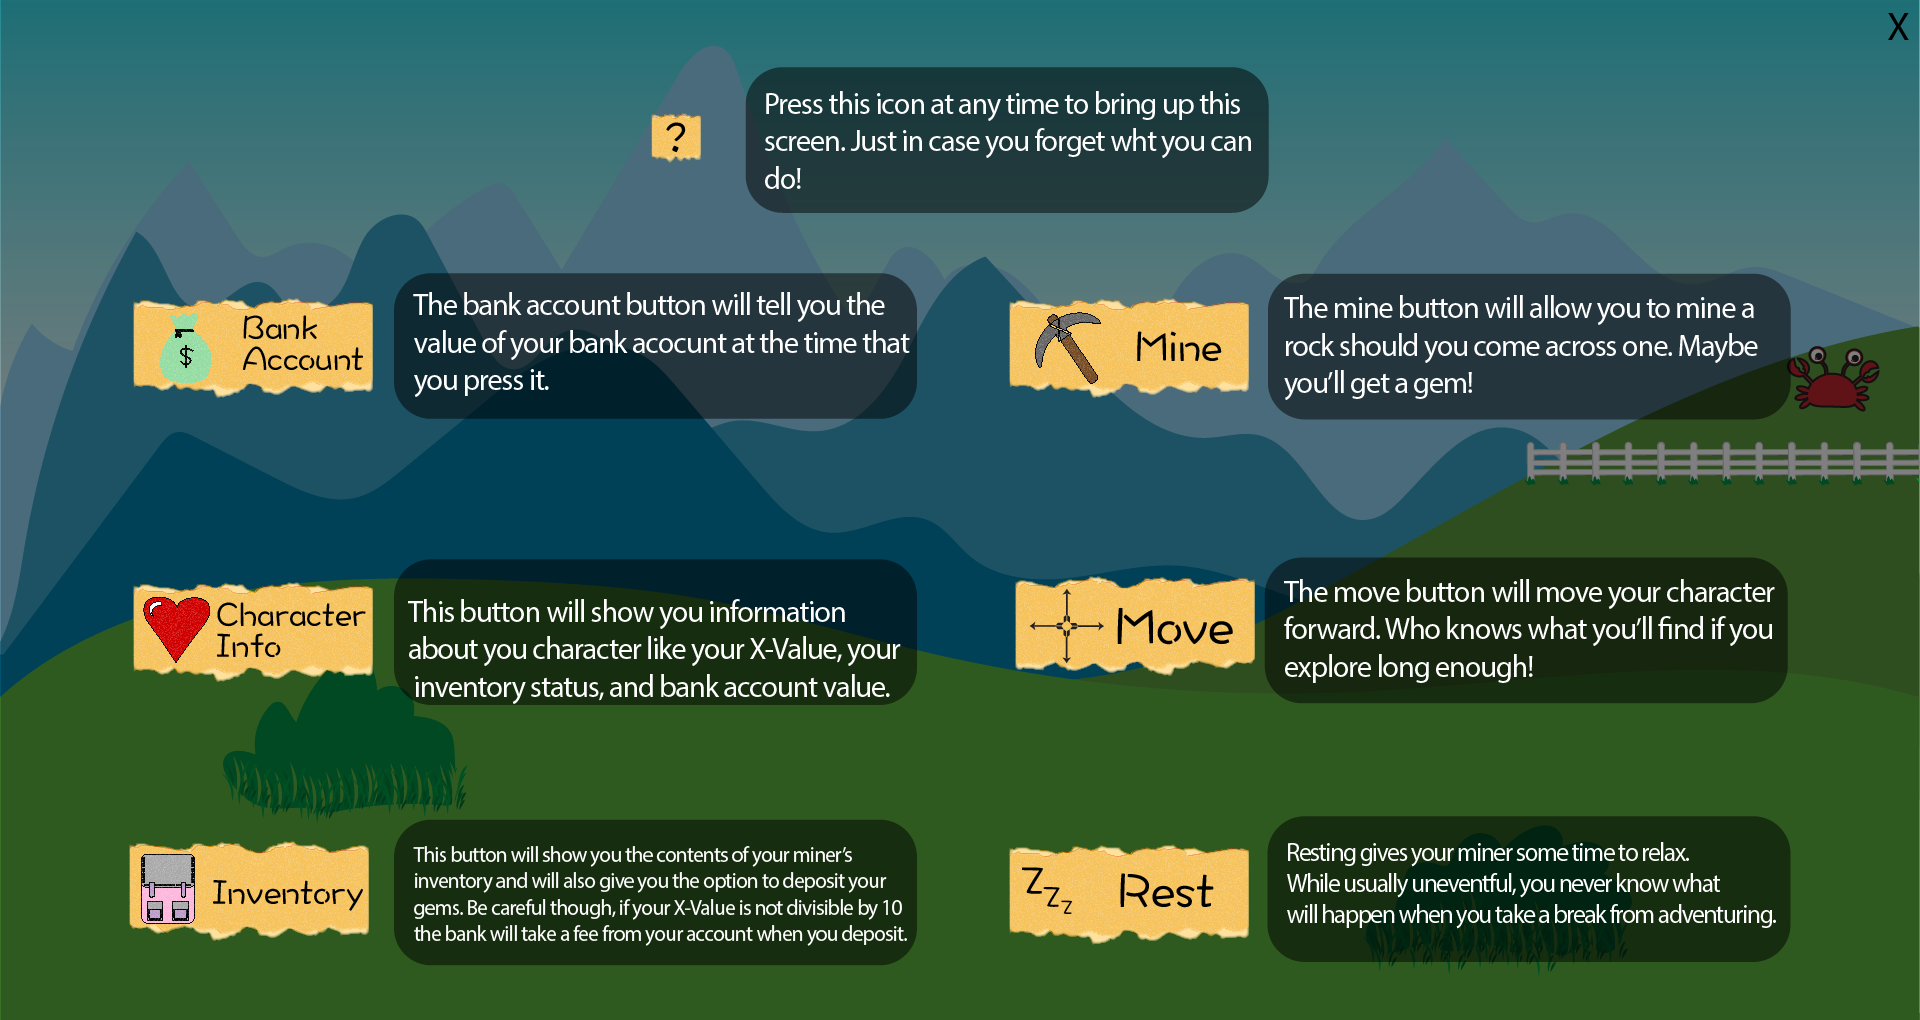 X
?
Press this icon at any time to bring up this
screen. Just in case you forget wht you can
do!
$
Bank
Account
The bank account button will tell you the
value of your bank acocunt at the time that
you press it.
Mine
The mine button will allow you to mine a
rock should you come across one. Maybe
you'll get a gem!
Character
Info
This button will show you information
about you character like your X-Value, your
inventory status, and bank account value.
Move
The move button will move your character
forward. Who knows what you'll find if you
explore long enough!
Inventory
This button will show you the contents of your miner's
inventory and will also give you the option to deposit your
gems. Be careful though, if your X-Value is not divisible by 10
the bank will take a fee from your account when you deposit.
ZZZ
Rest
Resting gives your miner some time to relax.
While usually uneventful, you never know what
will happen when you take a break from adventuring.